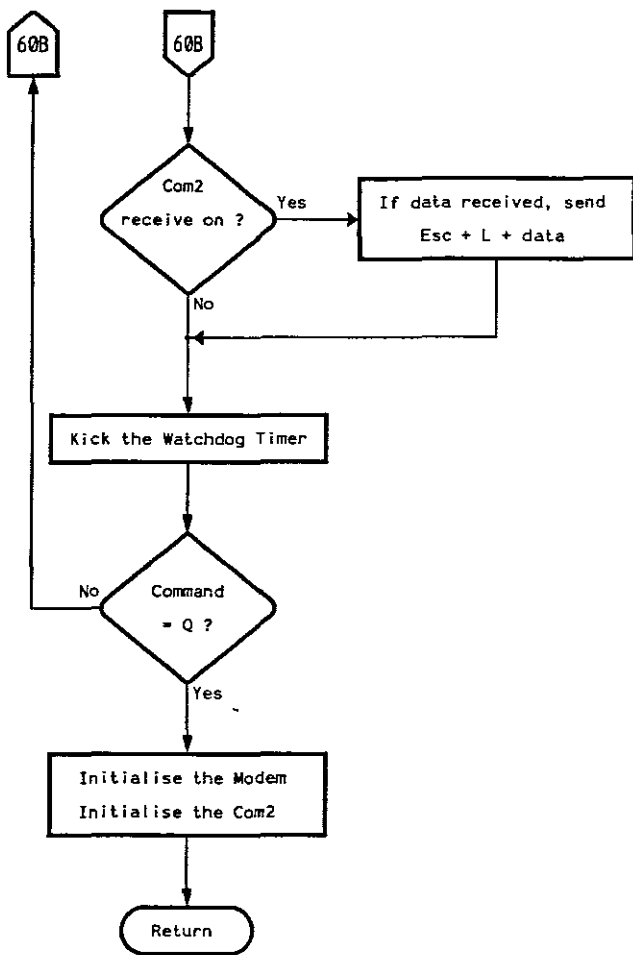 60B
60B
Com2
receive on ?
Yes
If data received, send
Esc + L + data
No
Kick the Watchdog Timer
No
Command
= Q ?
Yes
Initialise the Modem
Initialise the Com2
Return